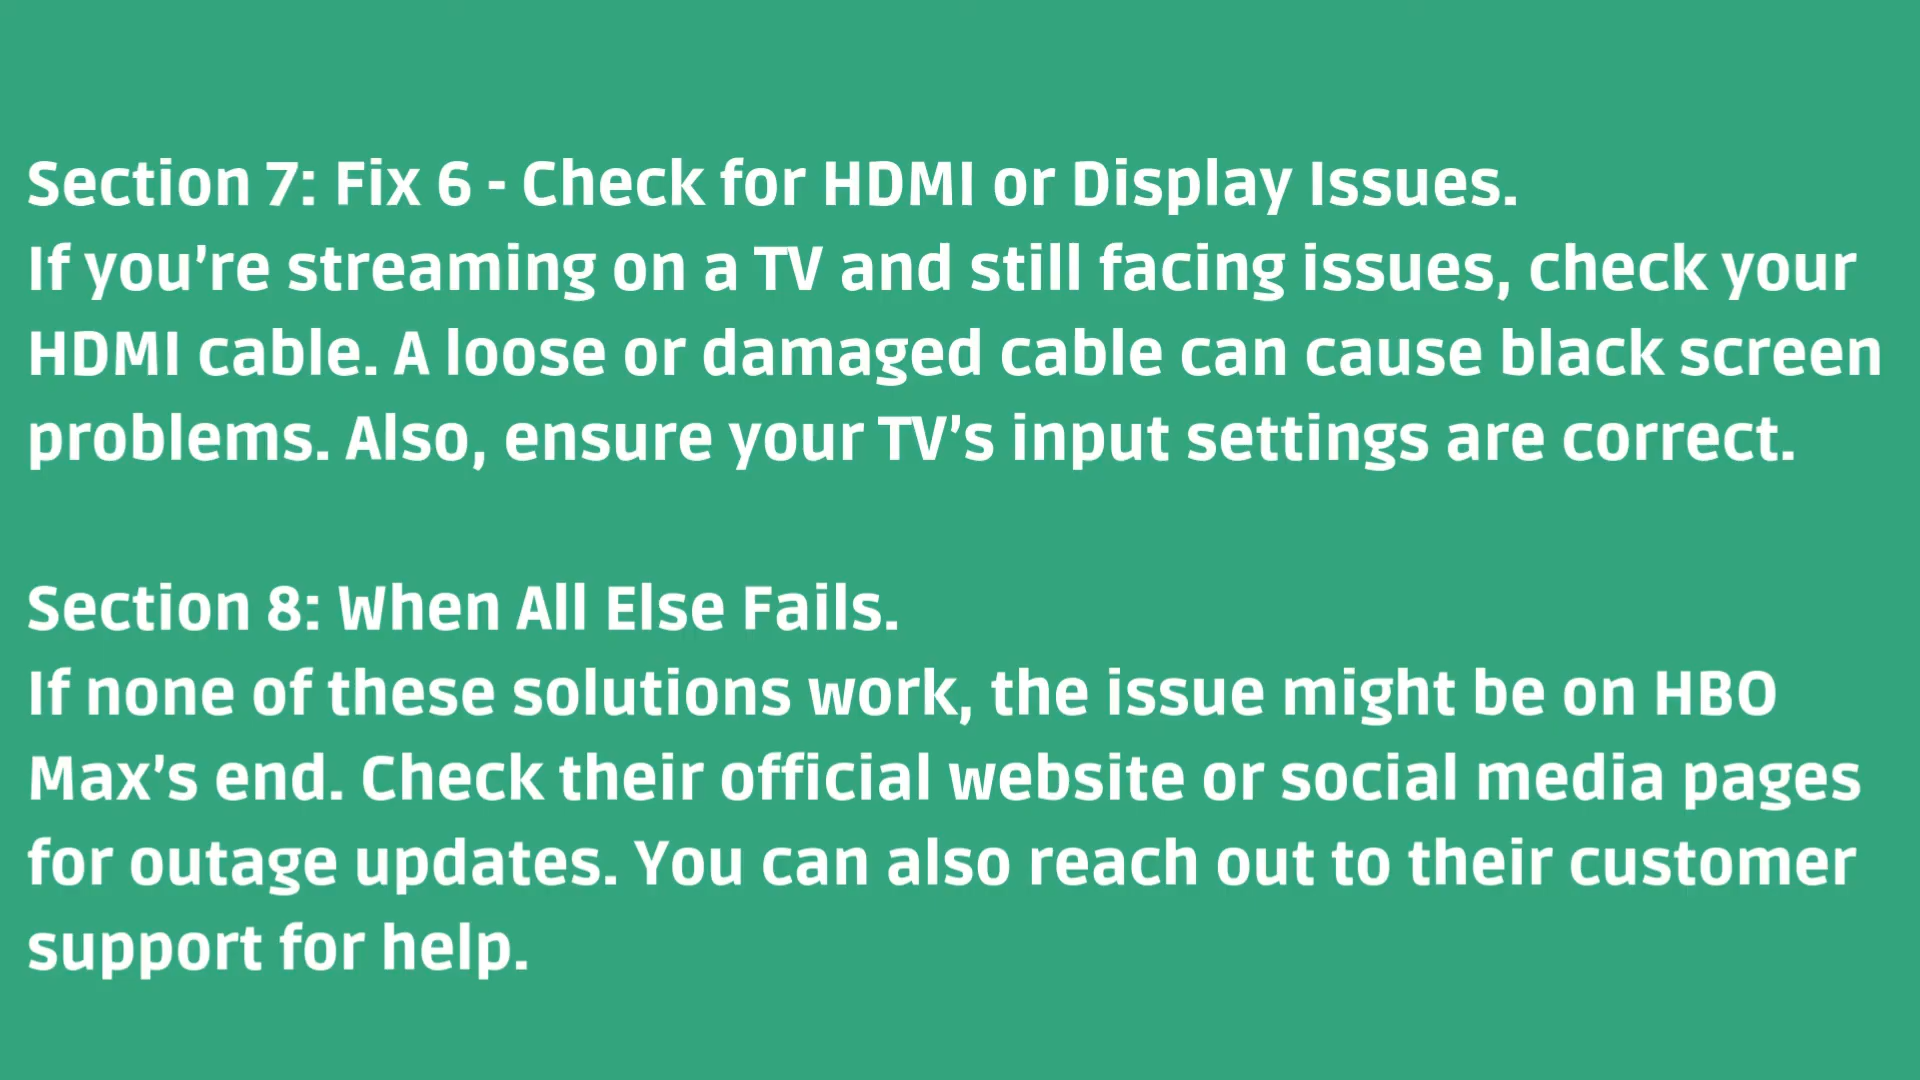 Section 7: Fix 6 - Check for HDMI or Display Issues.
If you’re streaming on a TV and still facing issues, check your
HDMI cable. A loose or damaged cable can cause black screen
problems. Also, ensure your TV’s input settings are correct.
Section 8: When All Else Fails.
If none of these solutions work, the issue might be on HBO
Max’s end. Check their official website or social media pages
for outage updates. You can also reach out to their customer
support for help.